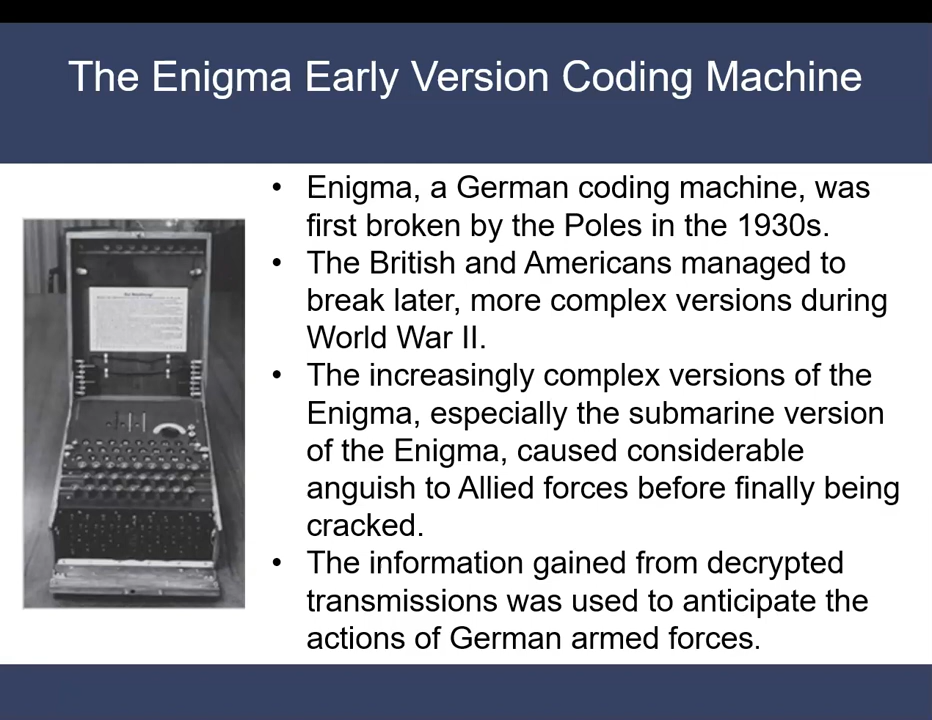 The Enigma Early Version Coding Machine
• Enigma, a German coding machine, was
first broken by the Poles in the 1930s.
• The British and Americans managed to
break later, more complex versions during
World War II.
• The increasingly complex versions of the
Enigma, especially the submarine version
of the Enigma, caused considerable
anguish to Allied forces before finally being
cracked.
• The information gained from decrypted
transmissions was used to anticipate the
actions of German armed forces.